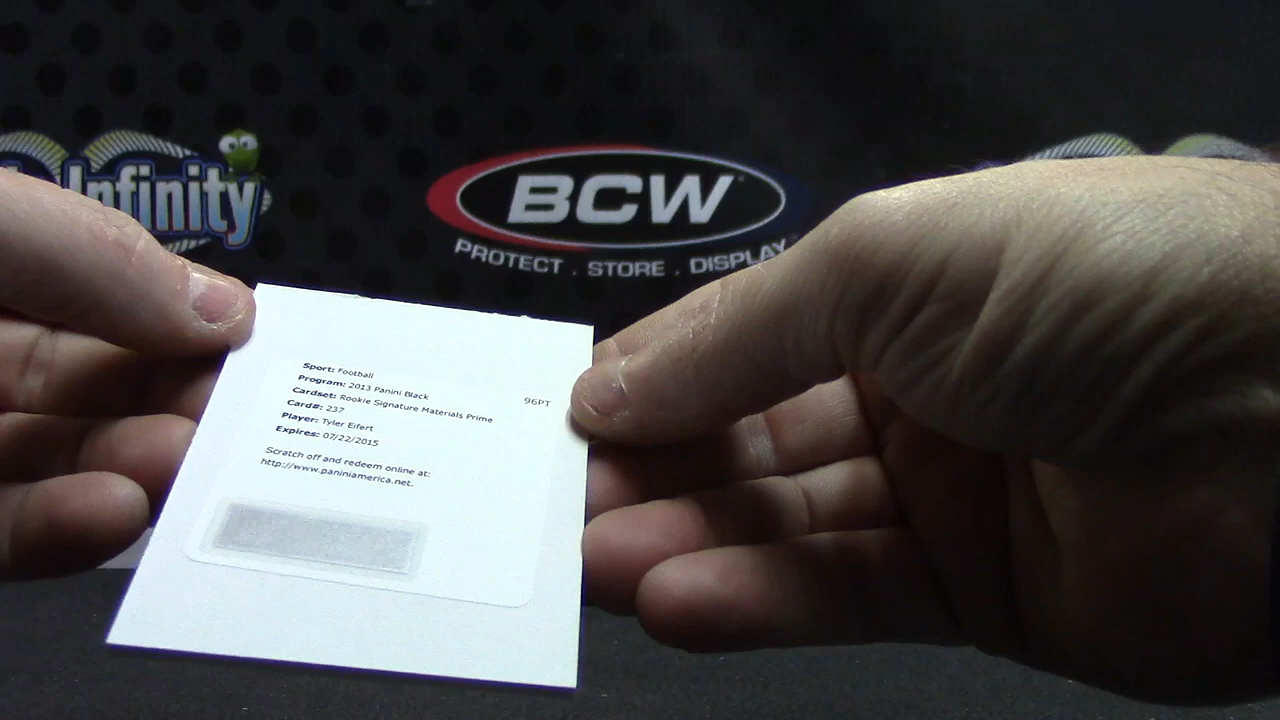 Infinity
BCW
PROTECT . STORE . DISPLAY
Sport: Football
Program: 2013 Panini Black
Cardset: Rookie Signature Materials Prime
96PT
Card#: 237
Player: Tyler Eifert
Expires: 07/22/2015
Scratch off and redeem online at:
http://www.paniniamerica.net.